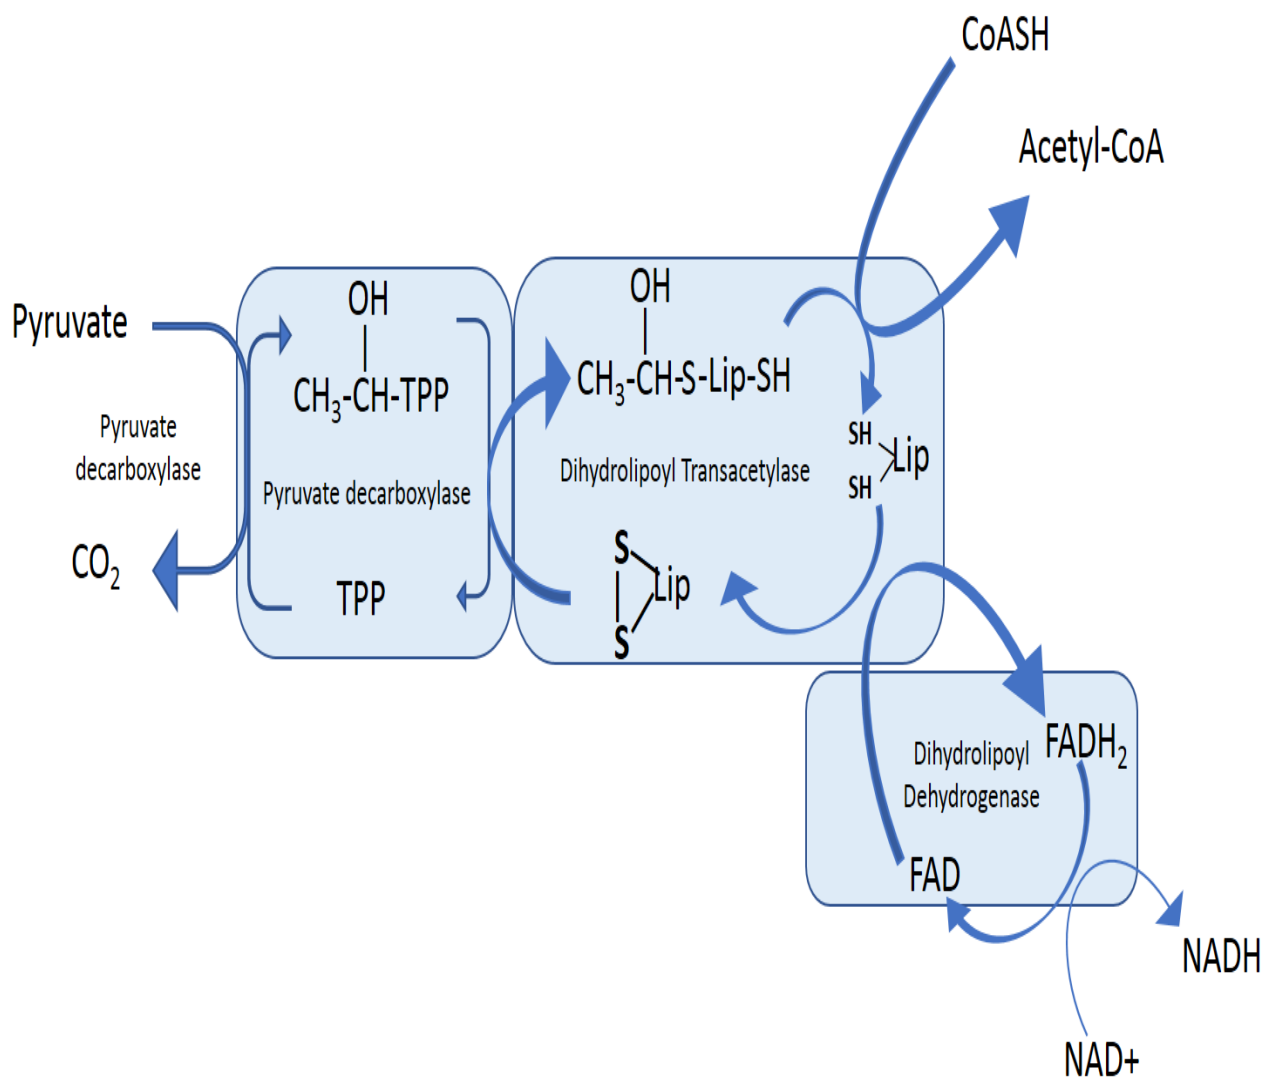 CoASH
Acetyl-CoA
Pyruvate
Pyruvate
decarboxylase
CO₂
OH
CH₃-CH-TPP
Pyruvate decarboxylase
TPP
OH
CH₃-CH-S-Lip-SH
Dihydrolipoyl Transacetylase
SH
Lip
SH
S
Lip
S
FADH₂
Dihydrolipoyl
Dehydrogenase
FAD
NADH
NAD+